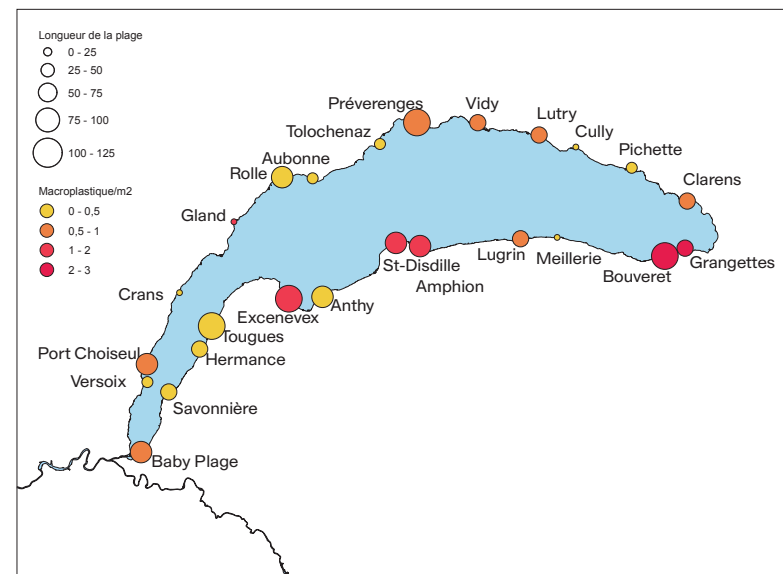 Longueur de la plage
0 - 25
25 - 50
50 - 75
75 - 100
100 - 125
Macroplastique/m2
0 - 0,5
0,5 - 1
1 - 2
2 - 3
Préverenges
Vidy
Lutry
Cully
Tolochenaz
Pichette
Aubonne
Rolle
Clarens
Gland
St-Disdille
Amphion
Lugrin
Meillerie
Grangettes
Bouveret
Crans
Excenevex
Anthy
Tougues
Port Choiseul
Hermance
Versoix
Savonnière
Baby Plage